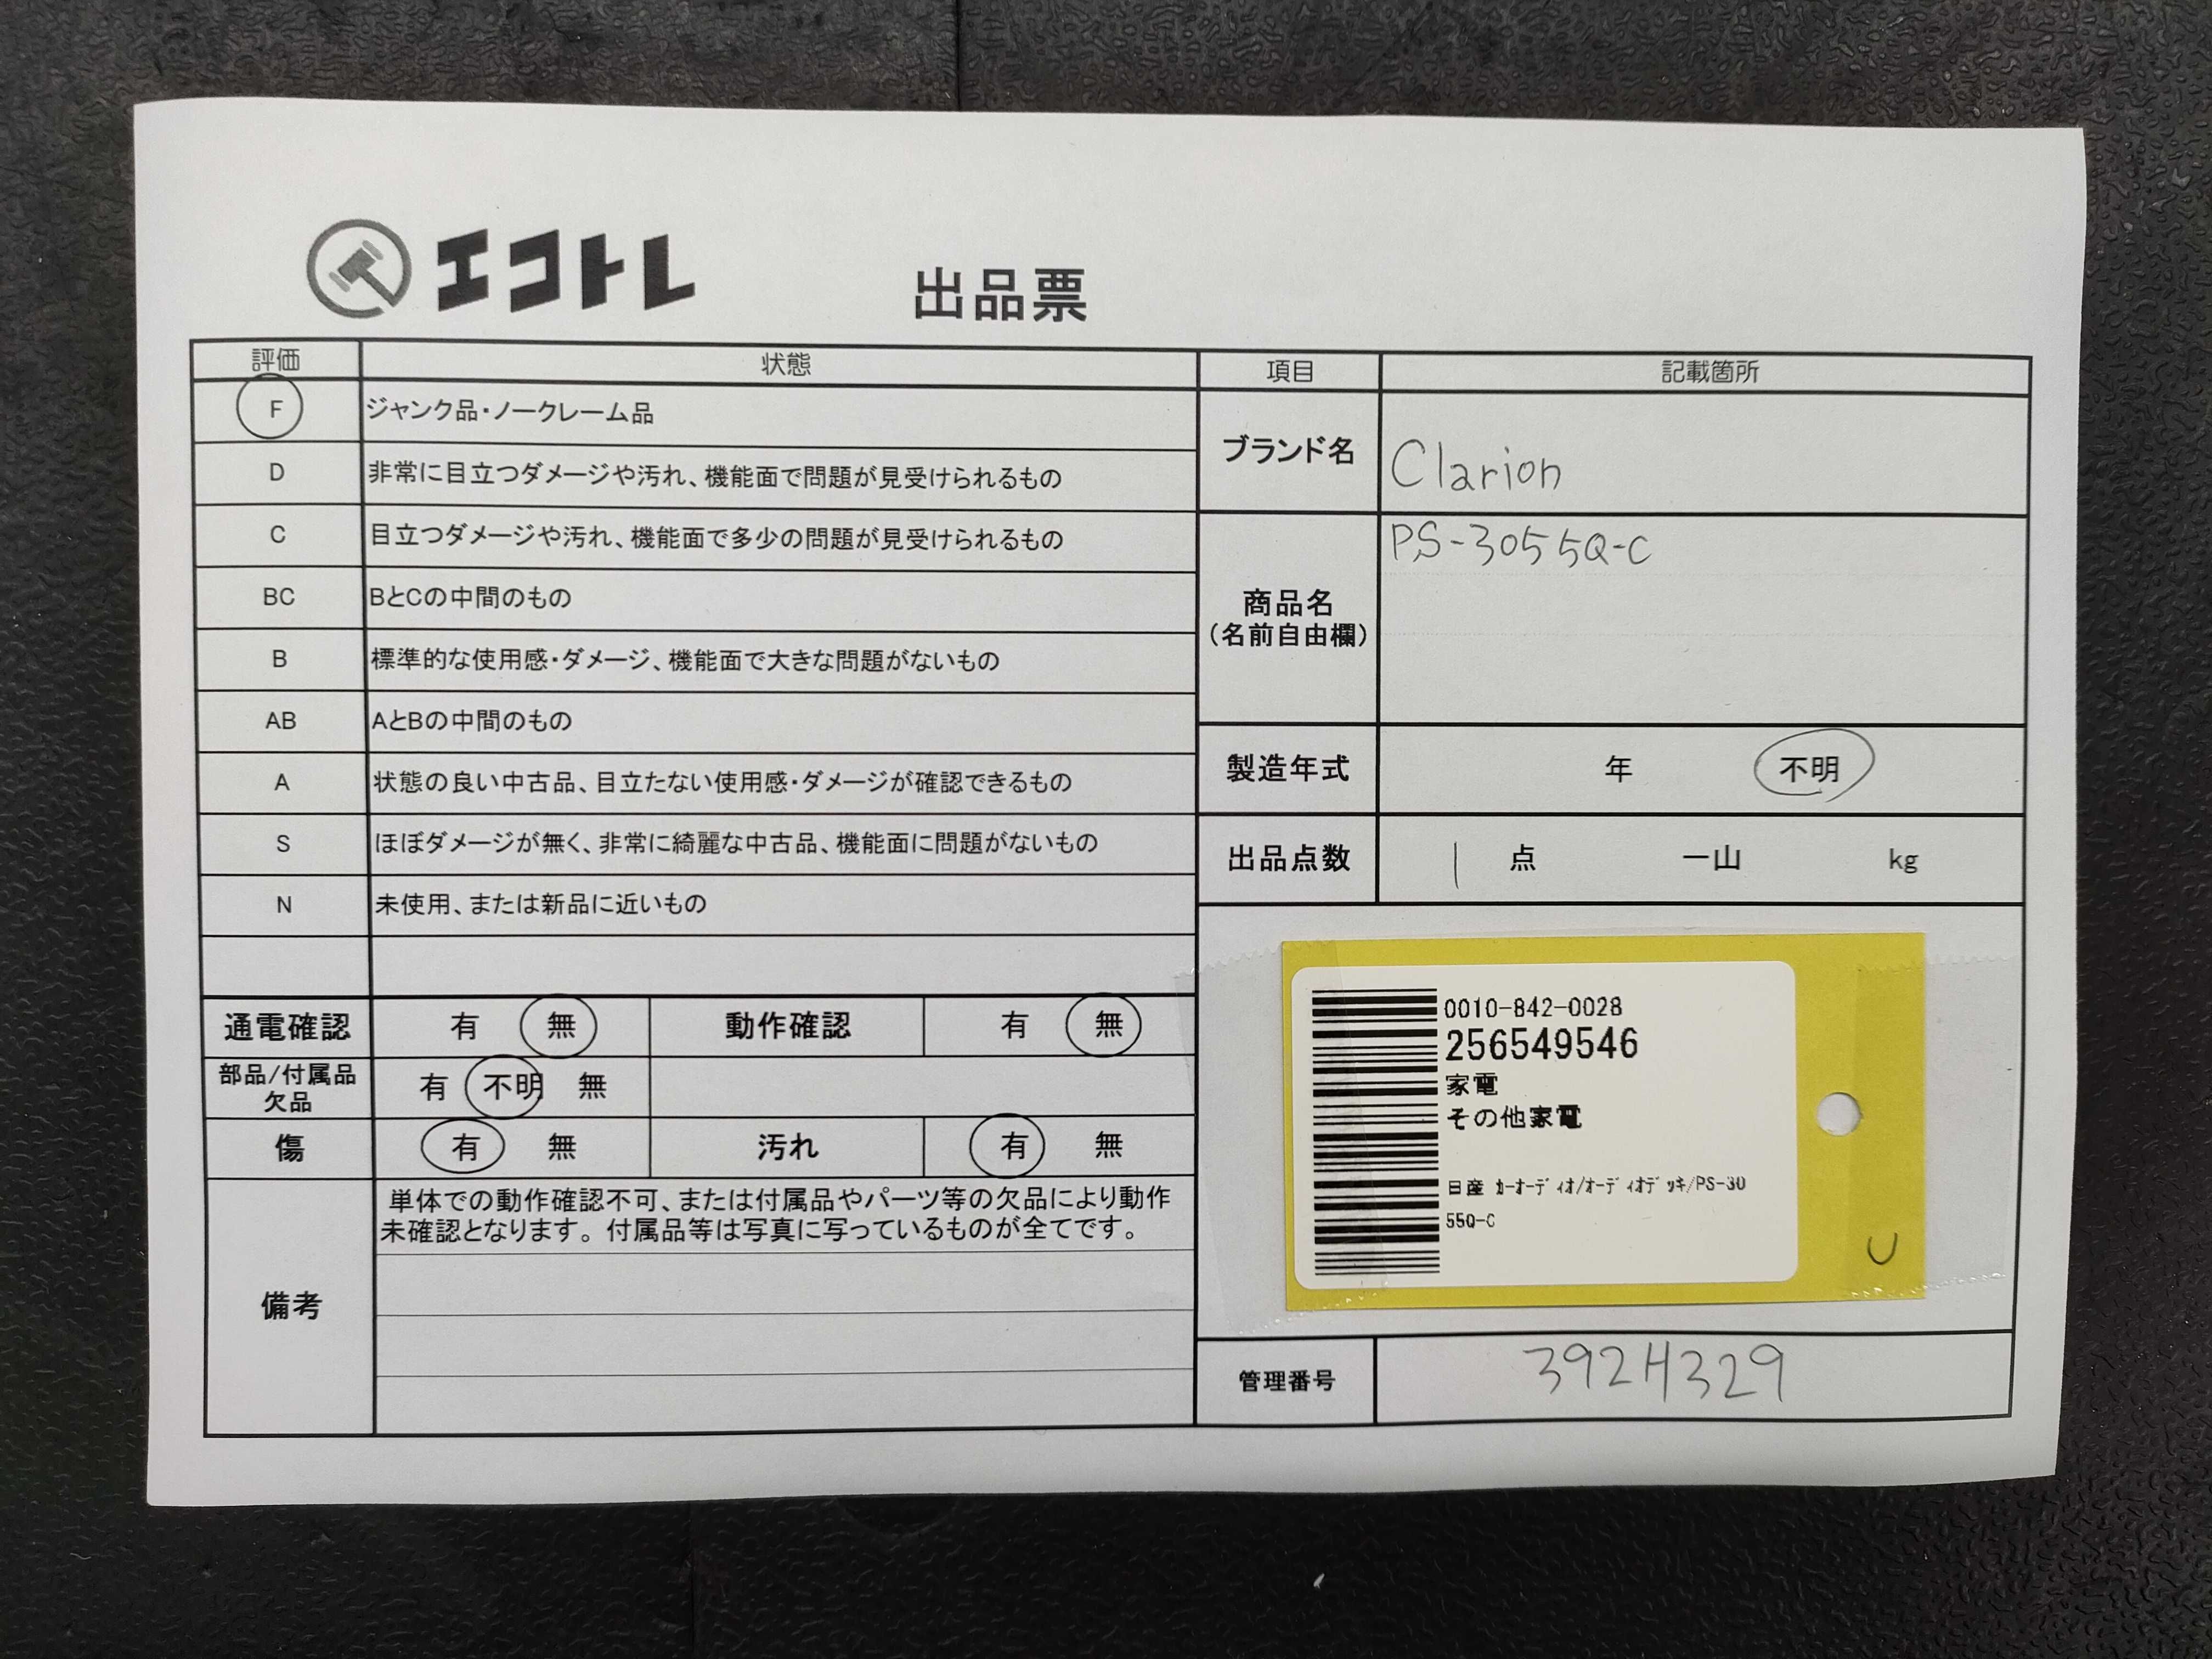 エコトレ
出品票
評価 状態
F ジャンク品・ノークレーム品
D 非常に目立つダメージや汚れ、機能面で問題が見受けられるもの
C 目立つダメージや汚れ、機能面で多少の問題が見受けられるもの
BC BとCの中間のもの
B 標準的な使用感・ダメージ、機能面で大きな問題がないもの
AB AとBの中間のもの
A 状態の良い中古品、目立たない使用感・ダメージが確認できるもの
S ほぼダメージが無く、非常に綺麗な中古品、機能面に問題がないもの
N 未使用、または新品に近いもの
通電確認 有 無 動作確認 有 無
部品/付属品
欠品
有 不明 無
傷 有 無 汚れ 有 無
備考
単体での動作確認不可、または付属品やパーツ等の欠品により動作
未確認となります。付属品等は写真に写っているものが全てです。
項目 記載箇所
ブランド名 Clarion
商品名
(名前自由欄)
PS-3055Q-C
製造年式 年 不明
出品点数 1 点 一山 kg
0010-842-0028
256549546
家電
その他家電
日産 ｶｰｵｰﾃﾞｨｵ/ｵｰﾃﾞｨｵﾃﾞｯｷ/PS-30
55Q-C
U
管理番号 392H329